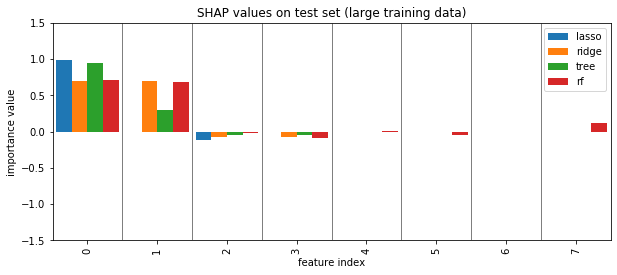 SHAP values on test set (large training data)
lasso
ridge
tree
rf
importance value
1.5
1.0
0.5
0.0
−0.5
−1.0
−1.5
0 1 2 3 4 5 6 7
feature index